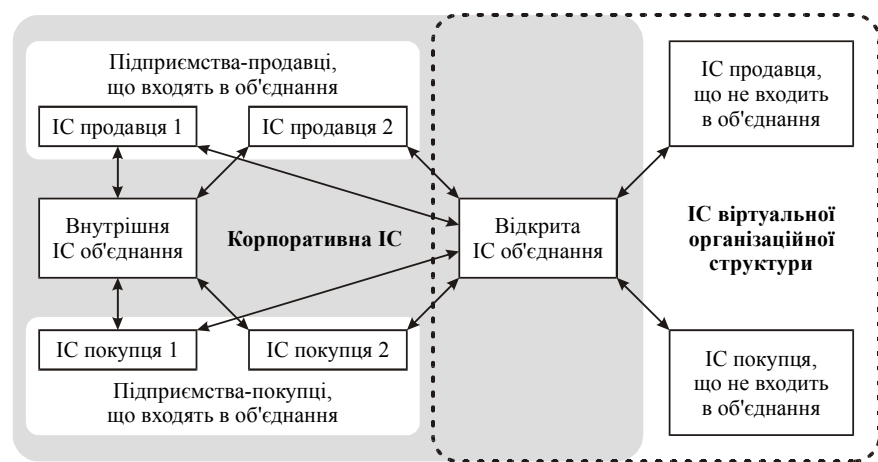 Підприємства-продавці,
що входять в об'єднання
ІС продавця 1
ІС продавця 2
ІС продавця,
що не входить
в об'єднання
Внутрішня
ІС об'єднання
Корпоративна ІС
Відкрита
ІС об'єднання
ІС віртуальної
організаційної
структури
ІС покупця 1
ІС покупця 2
Підприємства-покупці,
що входять в об'єднання
ІС покупця,
що не входить
в об'єднання